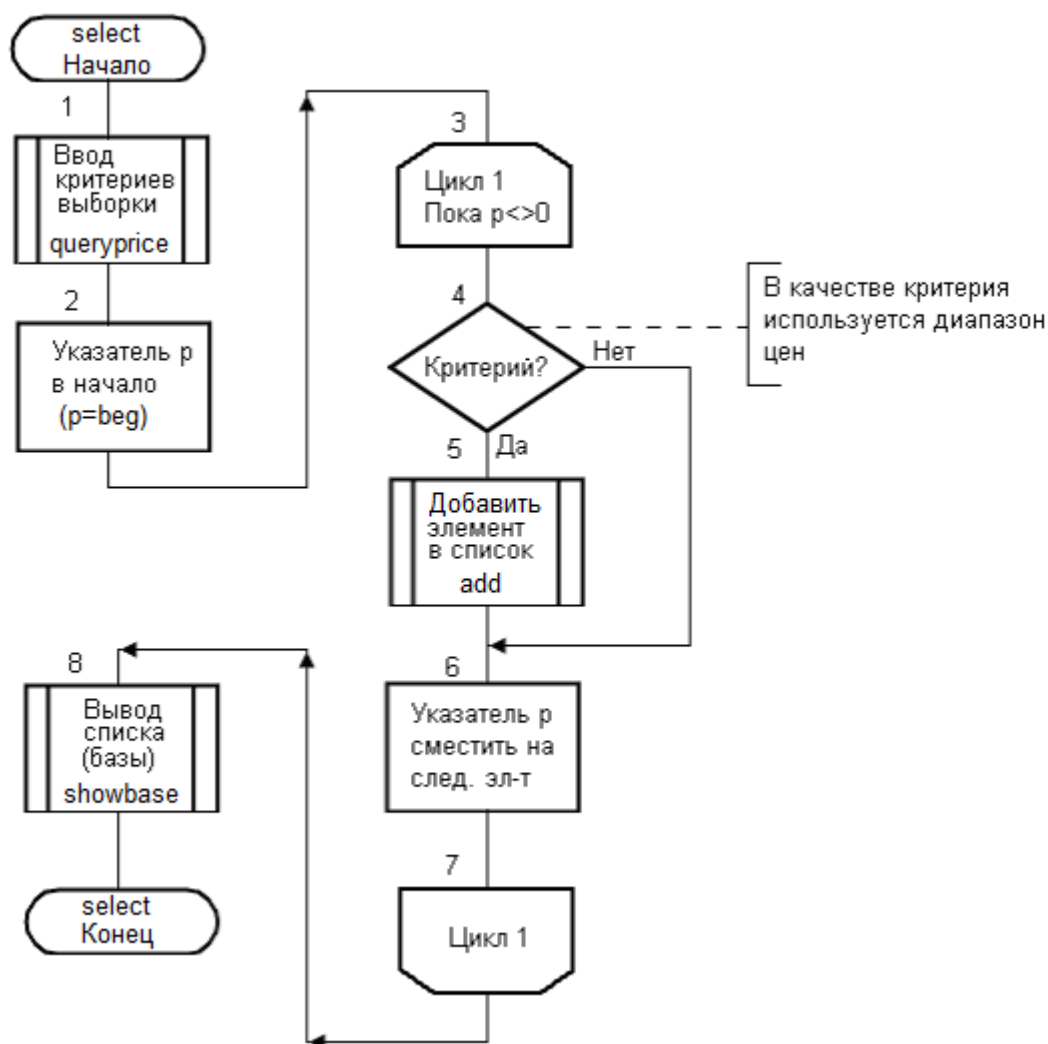 select
Начало
1
Ввод
критериев
выборки
queryprice
2
Указатель р
в начало
(p=beg)
3
Цикл 1
Пока р<>0
4
Критерий?
Нет
В качестве критерия
используется диапазон
цен
5
Да
Добавить
элемент
в список
add
6
Указатель р
сместить на
след. эл-т
7
Цикл 1
8
Вывод
списка
(базы)
showbase
select
Конец